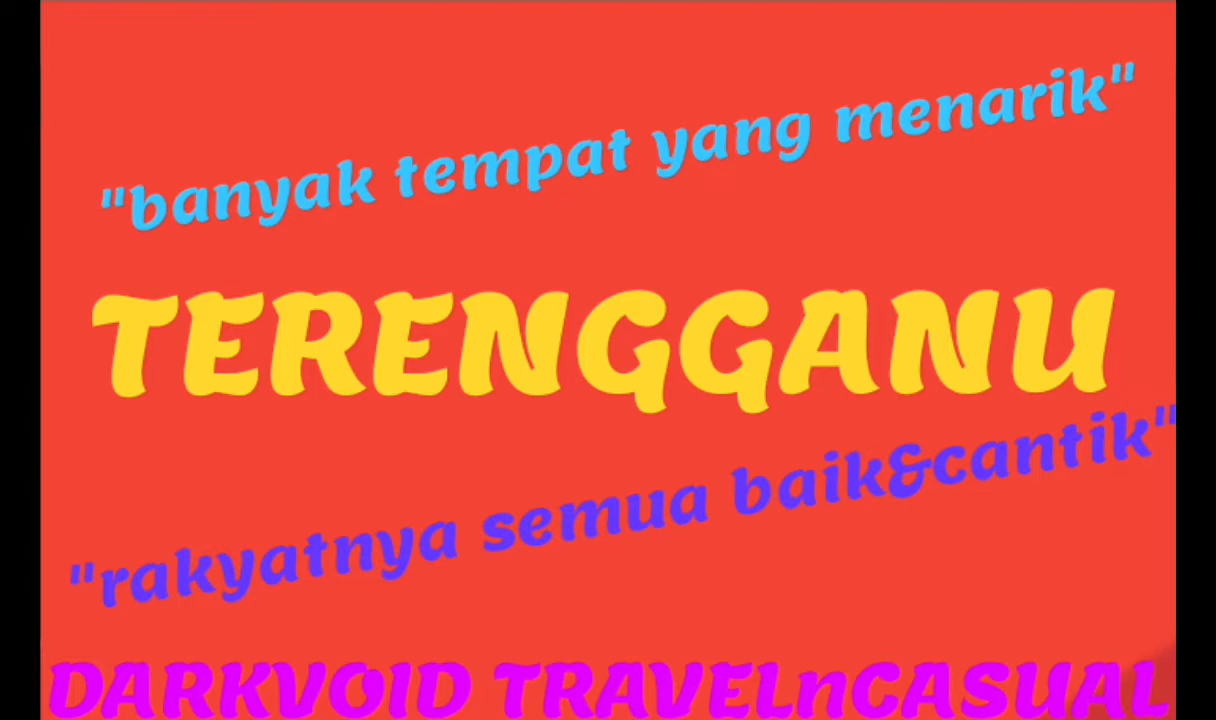 "banyak tempat yang menarik"
TERENGGANU
"rakyatnya semua baik&cantik"
DARKVOID TRAVELnCASUAL